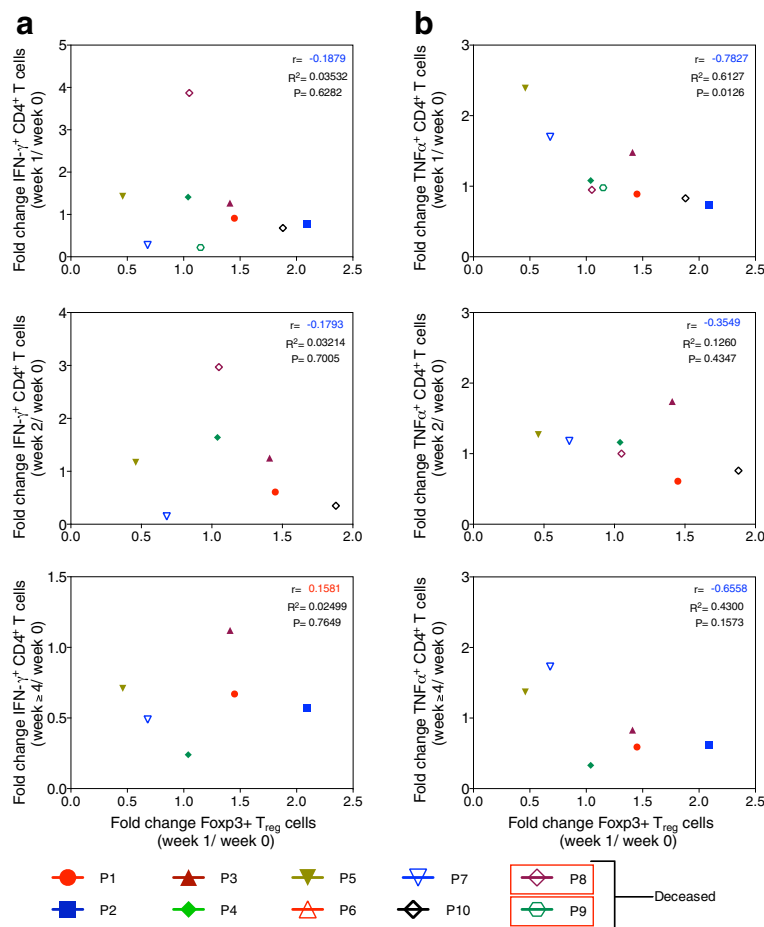 a
Fold change IFN-γ+ CD4+ T cells
(week 1/ week 0)
5
4
3
2
1
0
r= -0.1879
R2= 0.03532
P= 0.6282
0.0 0.5 1.0 1.5 2.0 2.5
b
Fold change TNFα+ CD4+ T cells
(week 1/ week 0)
3
2
1
0
r= -0.7827
R2= 0.6127
P= 0.0126
0.0 0.5 1.0 1.5 2.0 2.5
Fold change IFN-γ+ CD4+ T cells
(week 2/ week 0)
4
3
2
1
0
r= -0.1793
R2= 0.03214
P= 0.7005
0.0 0.5 1.0 1.5 2.0
Fold change TNFα+ CD4+ T cells
(week 2/ week 0)
3
2
1
0
r= -0.3549
R2= 0.1260
P= 0.4347
0.0 0.5 1.0 1.5 2.0
Fold change IFN-γ+ CD4+ T cells
(week ≥ 4/ week 0)
1.5
1.0
0.5
0.0
r= 0.1581
R2= 0.02499
P= 0.7649
0.0 0.5 1.0 1.5 2.0 2.5
Fold change Foxp3+ Treg cells
(week 1/ week 0)
Fold change TNFα+ CD4+ T cells
(week ≥ 4/ week 0)
3
2
1
0
r= -0.6558
R2= 0.4300
P= 0.1573
0.0 0.5 1.0 1.5 2.0 2.5
Fold change Foxp3+ Treg cells
(week 1/ week 0)
P1 P3 P5 P7 P8
Deceased
P2 P4 P6 P10 P9